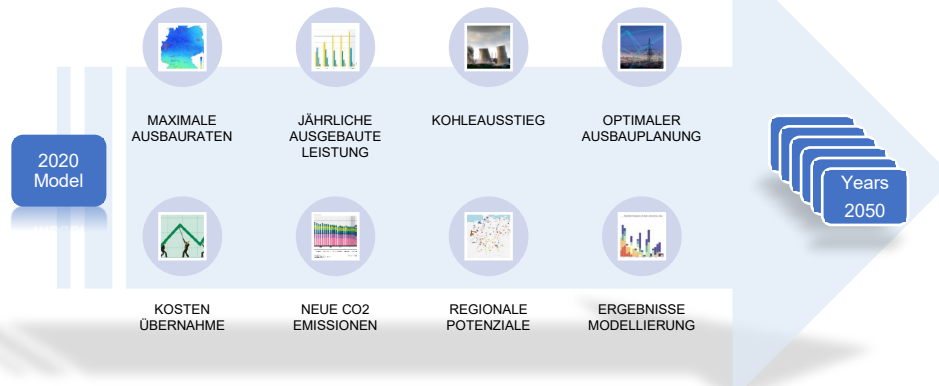 2020
Model
MAXIMALE
AUSBAURATEN
JÄHRLICHE
AUSGEBAUTE
LEISTUNG
KOHLEAUSSTIEG
OPTIMALER
AUSBAUPLANUNG
KOSTEN
ÜBERNAHME
NEUE CO2
EMISSIONEN
REGIONALE
POTENZIALE
ERGEBNISSE
MODELLIERUNG
Years
2050